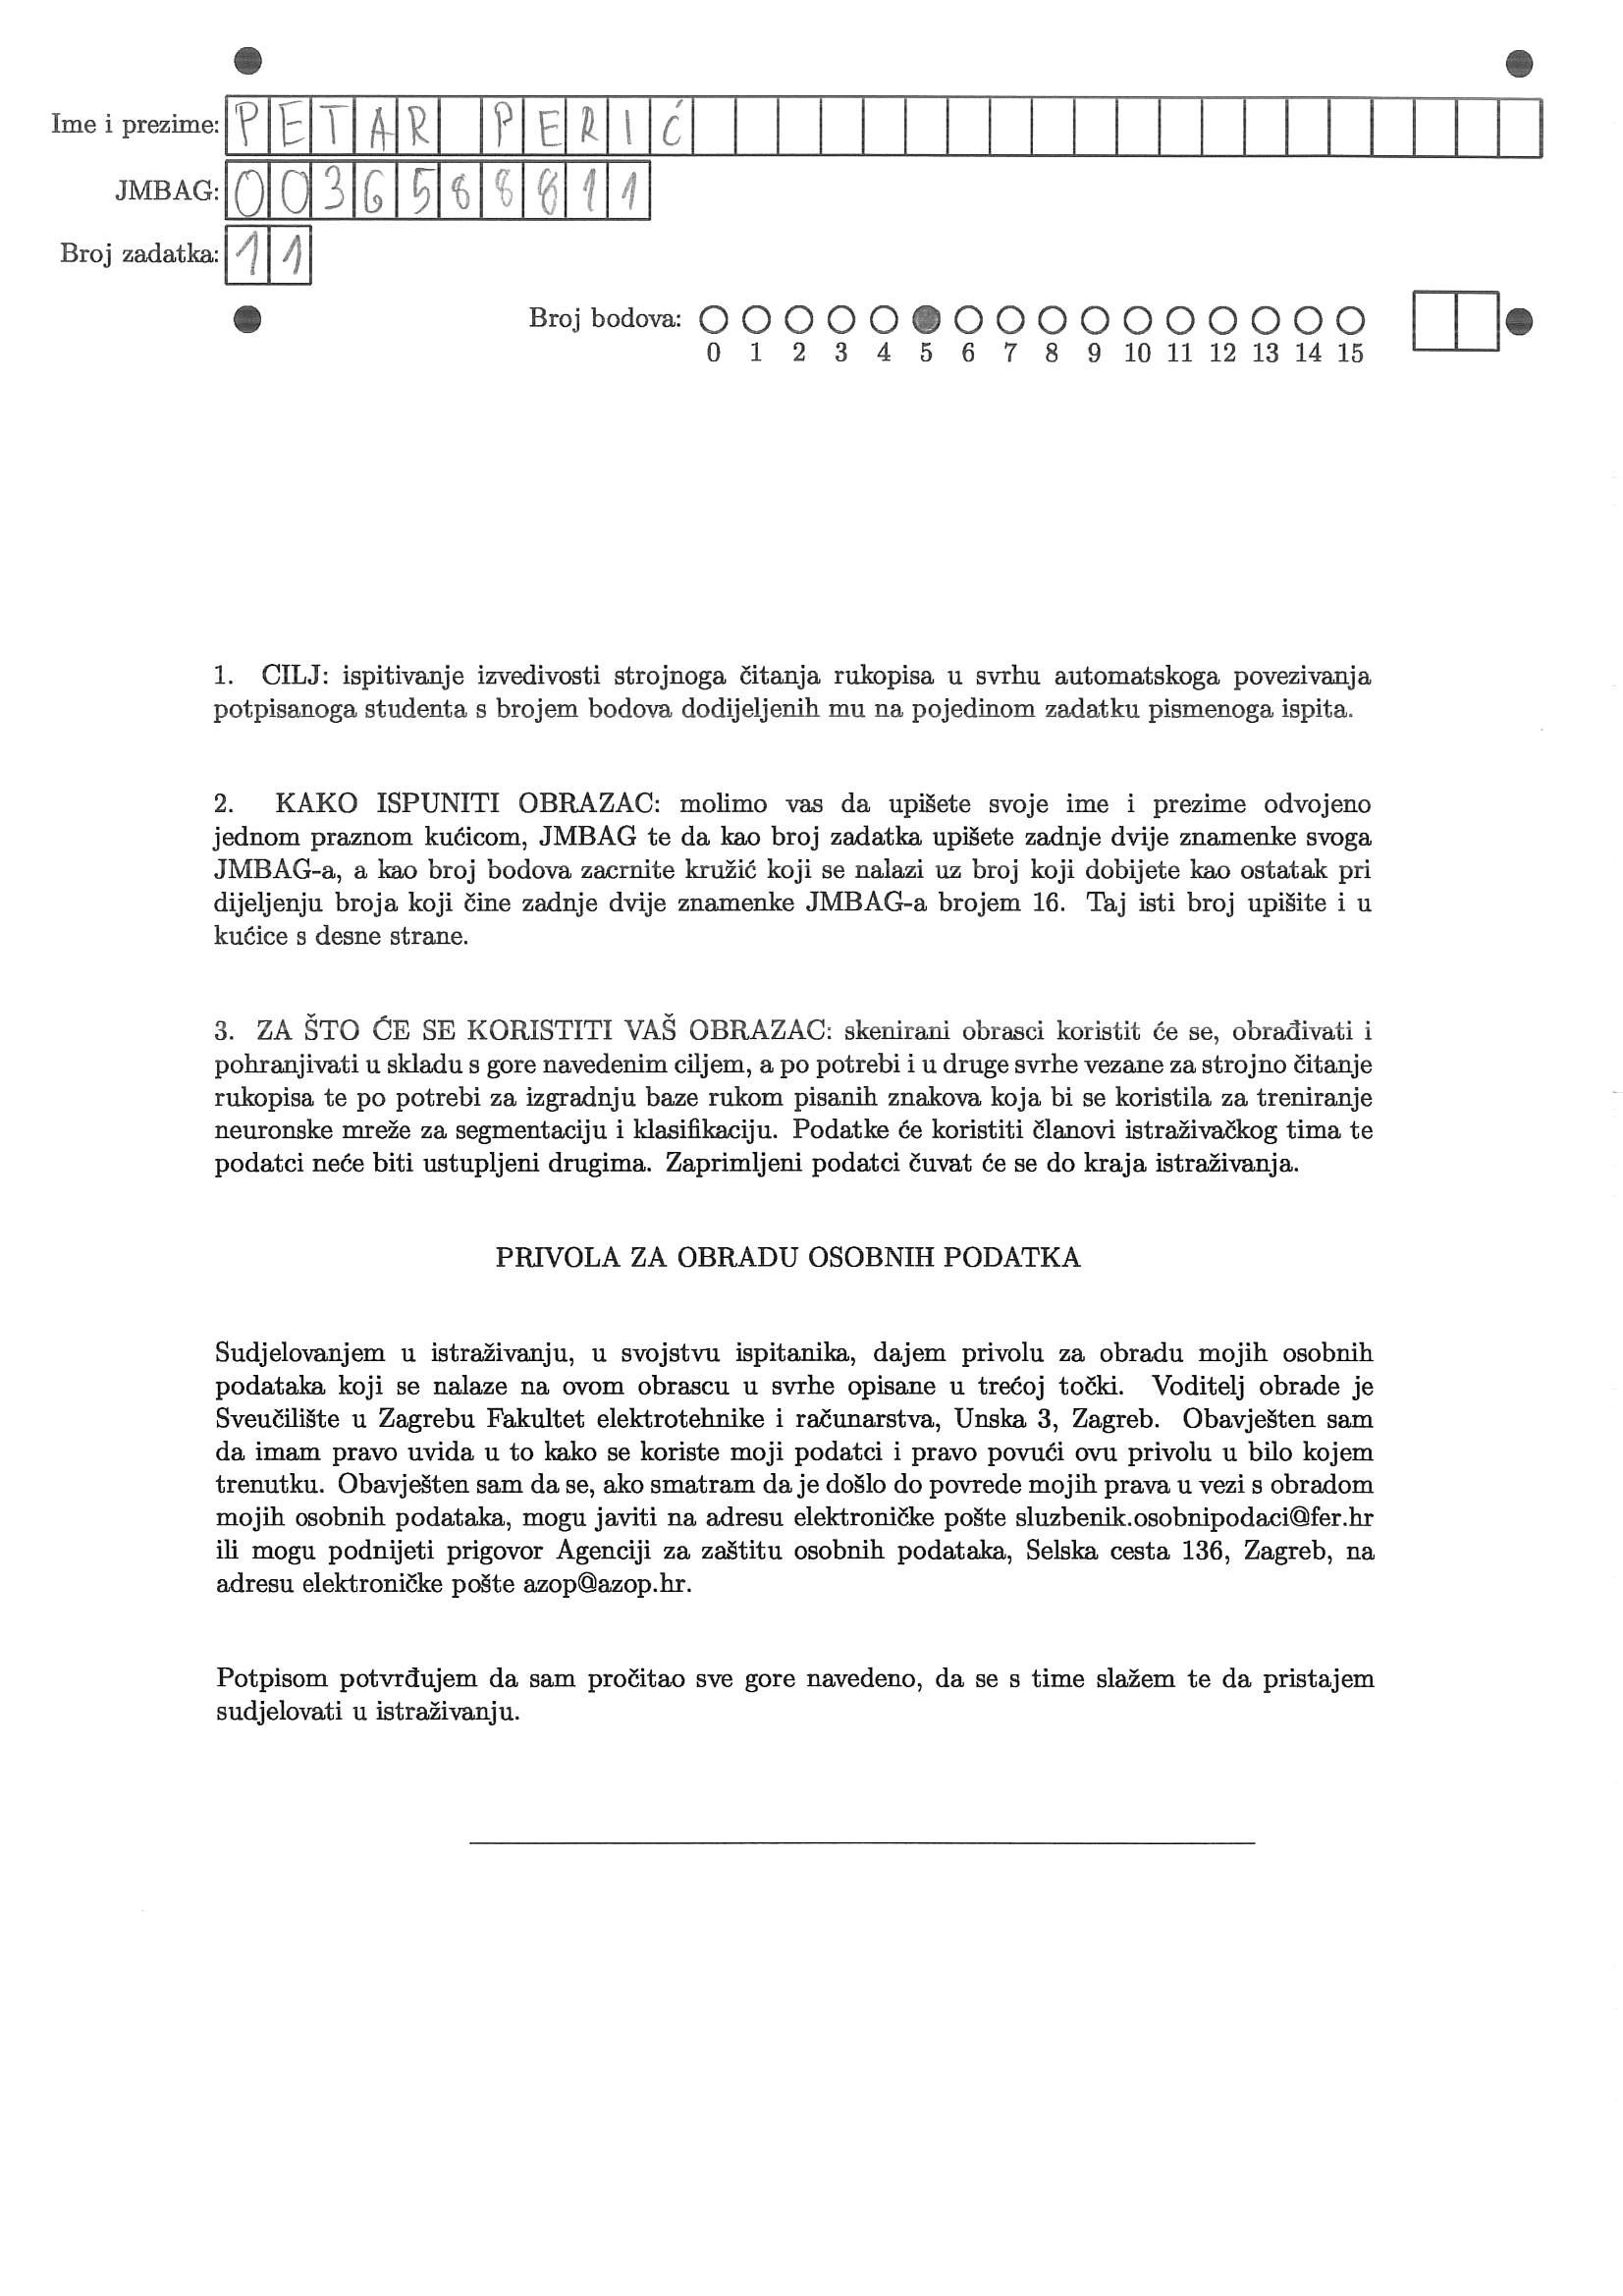 Ime i prezime: PETAR PERIĆ
JMBAG: 0036588811
Broj zadatka: 11
Broj bodova:
0 1 2 3 4 5 6 7 8 9 10 11 12 13 14 15
1. CILJ: ispitivanje izvedivosti strojnoga čitanja rukopisa u svrhu automatskoga povezivanja
potpisanoga studenta s brojem bodova dodijeljenih mu na pojedinom zadatku pismenoga ispita.
2. KAKO ISPUNITI OBRAZAC: molimo vas da upišete svoje ime i prezime odvojeno
jednom praznom kućicom, JMBAG te da kao broj zadatka upišete zadnje dvije znamenke svoga
JMBAG-a, a kao broj bodova zacrnite kružić koji se nalazi uz broj koji dobijete kao ostatak pri
dijeljenju broja koji čine zadnje dvije znamenke JMBAG-a brojem 16. Taj isti broj upišite i u
kućice s desne strane.
3. ZA ŠTO ĆE SE KORISTITI VAŠ OBRAZAC: skenirani obrasci koristit će se, obrađivati i
pohranjivati u skladu s gore navedenim ciljem, a po potrebi i u druge svrhe vezane za strojno čitanje
rukopisa te po potrebi za izgradnju baze rukom pisanih znakova koja bi se koristila za treniranje
neuronske mreže za segmentaciju i klasifikaciju. Podatke će koristiti članovi istraživačkog tima te
podatci neće biti ustupljeni drugima. Zaprimljeni podatci čuvat će se do kraja istraživanja.
PRIVOLA ZA OBRADU OSOBNIH PODATKA
Sudjelovanjem u istraživanju, u svojstvu ispitanika, dajem privolu za obradu mojih osobnih
podataka koji se nalaze na ovom obrascu u svrhe opisane u trećoj točki. Voditelj obrade je
Sveučilište u Zagrebu Fakultet elektrotehnike i računarstva, Unska 3, Zagreb. Obavješten sam
da imam pravo uvida u to kako se koriste moji podatci i pravo povući ovu privolu u bilo kojem
trenutku. Obavješten sam da se, ako smatram da je došlo do povrede mojih prava u vezi s obradom
mojih osobnih podataka, mogu javiti na adresu elektroničke pošte sluzbenik.osobnipodaci@fer.hr
ili mogu podnijeti prigovor Agenciji za zaštitu osobnih podataka, Selska cesta 136, Zagreb, na
adresu elektroničke pošte azop@azop.hr.
Potpisom potvrđujem da sam pročitao sve gore navedeno, da se s time slažem te da pristajem
sudjelovati u istraživanju.